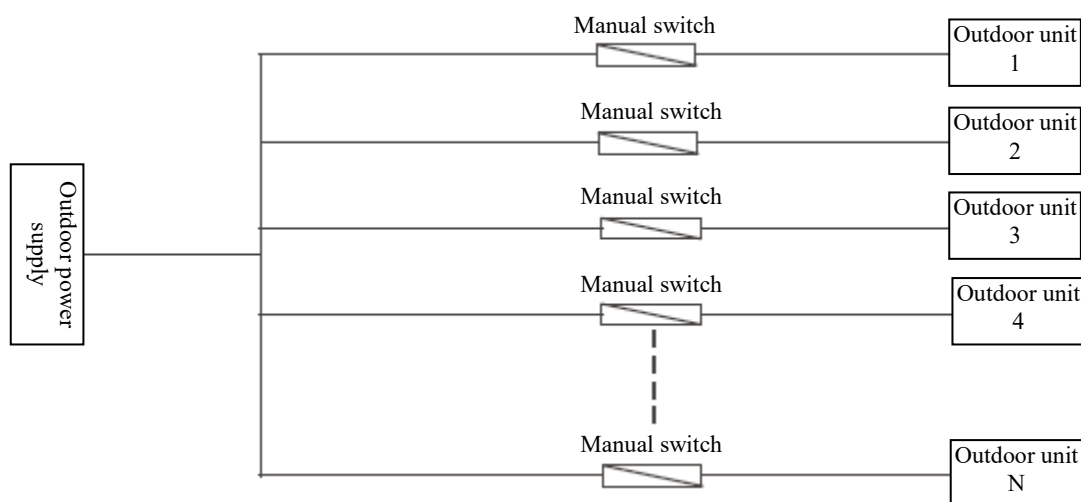 Manual switch
Outdoor unit
1
Manual switch
Outdoor unit
2
Outdoor power
supply
Manual switch
Outdoor unit
3
Manual switch
Outdoor unit
4
Manual switch
Outdoor unit
N